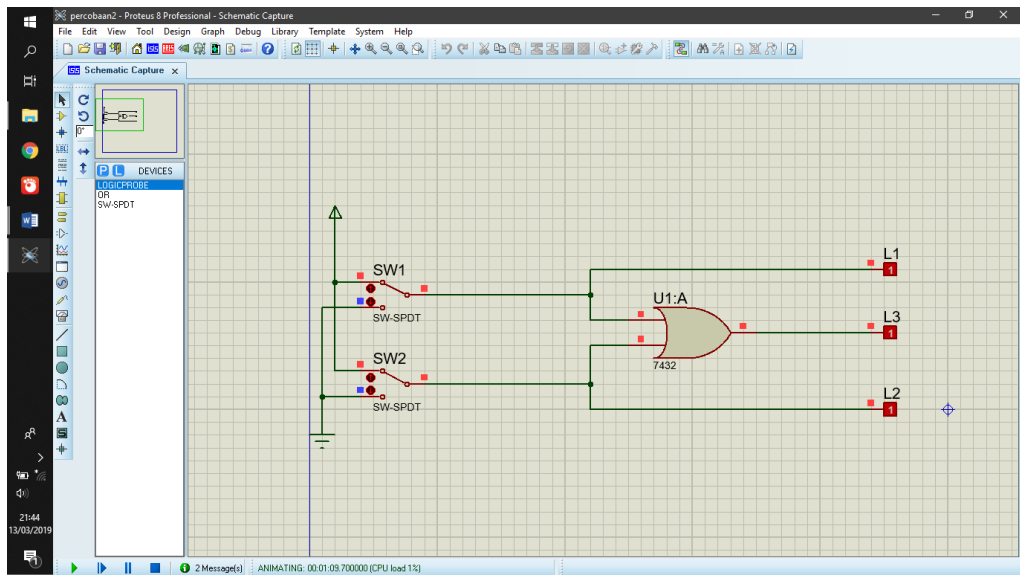 percobaan2 - Proteus 8 Professional - Schematic Capture
File Edit View Tool Design Graph Debug Library Template System Help
Schematic Capture x
0°
P L DEVICES
LOGICPROBE
OR
SW-SPDT
SW1
SW-SPDT
SW2
SW-SPDT
U1:A
7432
L1
1
L3
1
L2
1
21:44
13/03/2019
2 Message(s)
ANIMATING: 00:01:09.700000 (CPU load 1%)